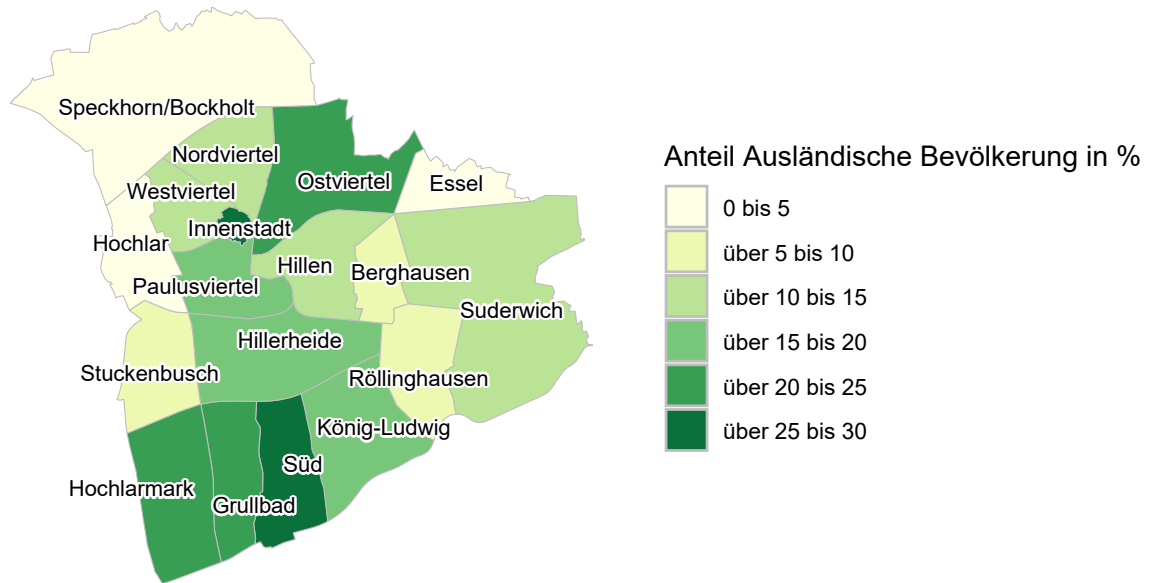 Speckhorn/Bockholt
Nordviertel
Ostviertel
Essel
Westviertel
Innenstadt
Hochlar
Hillen
Berghausen
Paulusviertel
Suderwich
Hillerheide
Stuckenbusch
Röllinghausen
König-Ludwig
Süd
Hochlarmark
Grullbad
Anteil Ausländische Bevölkerung in %
0 bis 5
über 5 bis 10
über 10 bis 15
über 15 bis 20
über 20 bis 25
über 25 bis 30